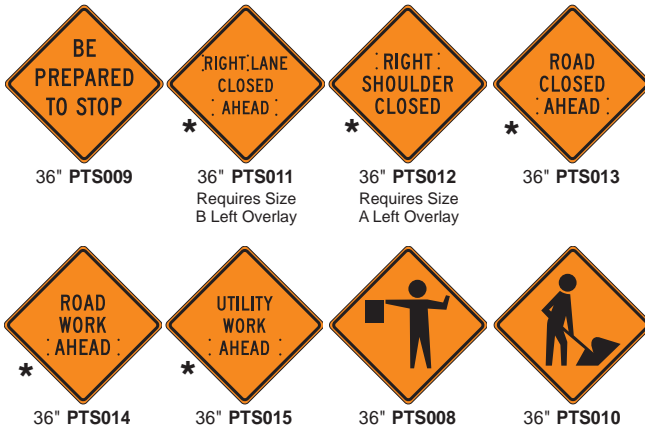 BE
PREPARED
TO STOP
36" PTS009
RIGHT LANE
CLOSED
AHEAD
*
36" PTS011
Requires Size
B Left Overlay
RIGHT
SHOULDER
CLOSED
*
36" PTS012
Requires Size
A Left Overlay
ROAD
CLOSED
AHEAD
*
36" PTS013
ROAD
WORK
AHEAD
*
36" PTS014
UTILITY
WORK
AHEAD
*
36" PTS015
36" PTS008
36" PTS010